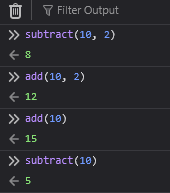 Filter Output
subtract(10, 2)
8
add(10, 2)
12
add(10)
15
subtract(10)
5